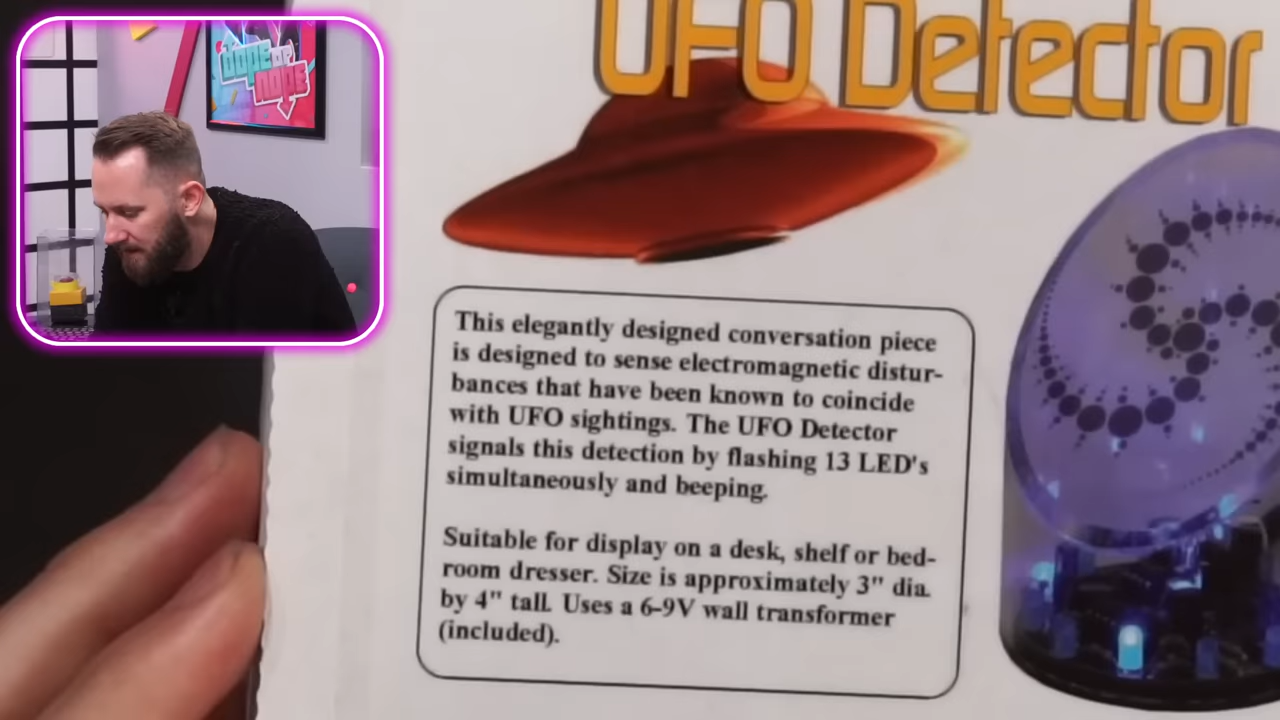 DOPE OR
NOPE
UFO Detector
This elegantly designed conversation piece
is designed to sense electromagnetic distur-
bances that have been known to coincide
with UFO sightings. The UFO Detector
signals this detection by flashing 13 LED's
simultaneously and beeping.
Suitable for display on a desk, shelf or bed-
room dresser. Size is approximately 3" dia.
by 4" tall. Uses a 6-9V wall transformer
(included).